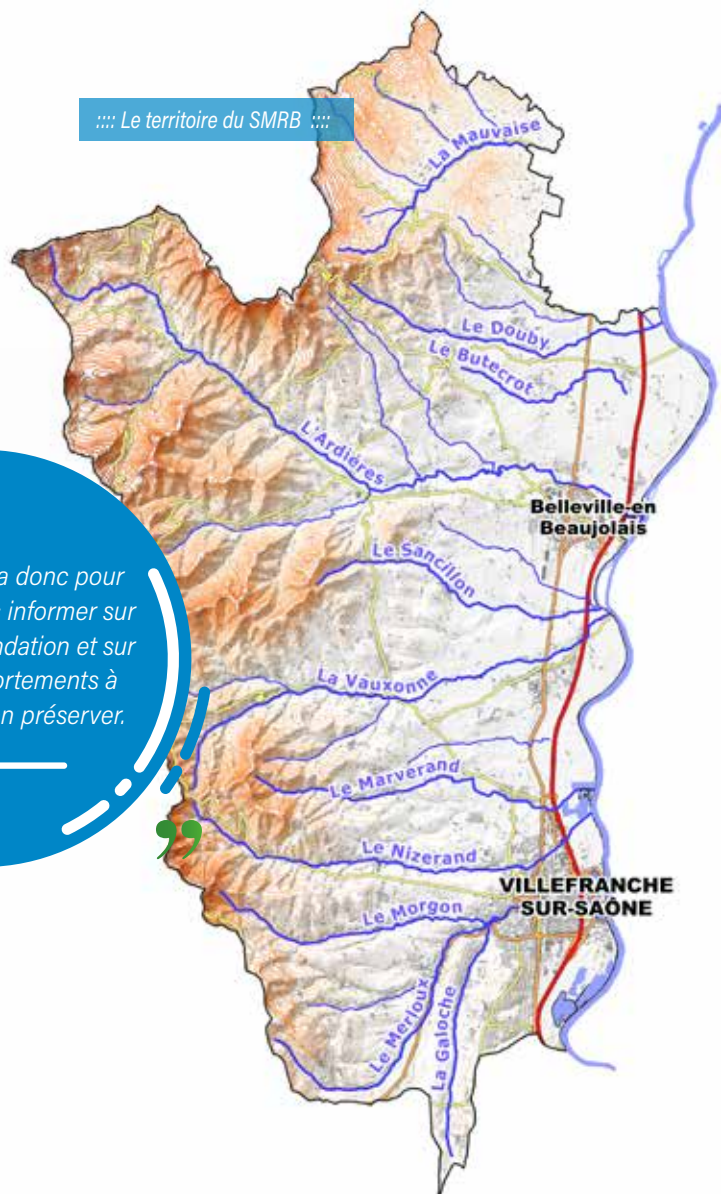 :::: Le territoire du SMRB ::::
La Mauvaise
Le Douby
Le Butecrot
L'Ardières
Belleville-en
Beaujolais
Le Sancillon
a donc pour
informer sur
ndation et sur
ortements à
n préserver.
La Vauxonne
Le Marverand
Le Nizerand
”
VILLEFRANCHE
SUR-SAÔNE
Le Morgon
Le Merloux
La Galoche